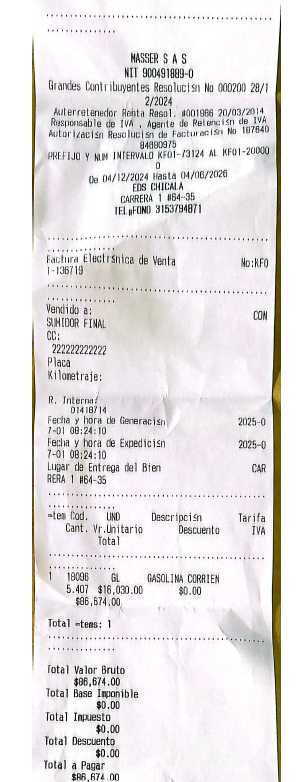 MASSER S A S
NIT 900491889-0
Grandes Contribuyentes Resolucisn No 000200 28/1
2/2024
Autorretenedor Renta Resol. #001966 20/03/2014
Responsable de IVA , Agente de Retencisn de IVA
Autorizacisn Resolucisn de Facturacisn No 187640
84690975
PREFIJO Y NUM INTERVALO KF01-73124 AL KF01-20000
0
De 04/12/2024 Hasta 04/06/2026
EDS CHICALA
CARRERA 1 #64-35
TELxFONO 3153794871
Factura Electrsnica de Venta No:KF0
1-136719
Vendido a: CON
SUMIDOR FINAL
CC:
222222222222
Placa
Kilometraje:
R. Interna:
01418714
Fecha y hora de Generacisn 2025-0
7-01 08:24:10
Fecha y hora de Expedicisn 2025-0
7-01 08:24:10
Lugar de Entrega del Bien CAR
RERA 1 #64-35
=tem Cod. UND Descripcisn Tarifa
Cant. Vr.Unitario Descuento IVA
Total
1 18096 GL GASOLINA CORRIEN
5.407 $16,030.00 $0.00
$86,674.00
Total =tems: 1
Total Valor Bruto
$86,674.00
Total Base Imponible
$0.00
Total Impuesto
$0.00
Total Descuento
$0.00
Total a Pagar
$86,674.00